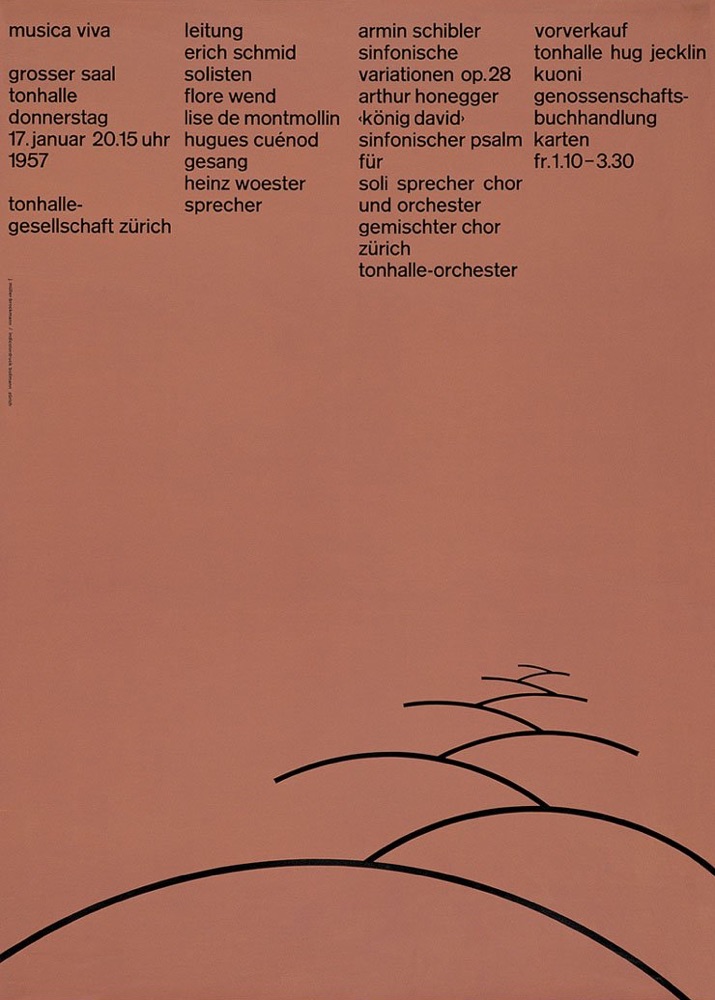 musica viva
grosser saal
tonhalle
donnerstag
17. januar 20.15 uhr
1957
tonhalle-
gesellschaft zürich
leitung
erich schmid
solisten
flore wend
lise de montmollin
hugues cuénod
gesang
heinz woester
sprecher
armin schibler
sinfonische
variationen op. 28
arthur honegger
‹könig david›
sinfonischer psalm
für
soli sprecher chor
und orchester
gemischter chor
zürich
tonhalle-orchester
vorverkauf
tonhalle hug jecklin
kuoni
genossenschafts-
buchhandlung
karten
fr. 1.10–3.30